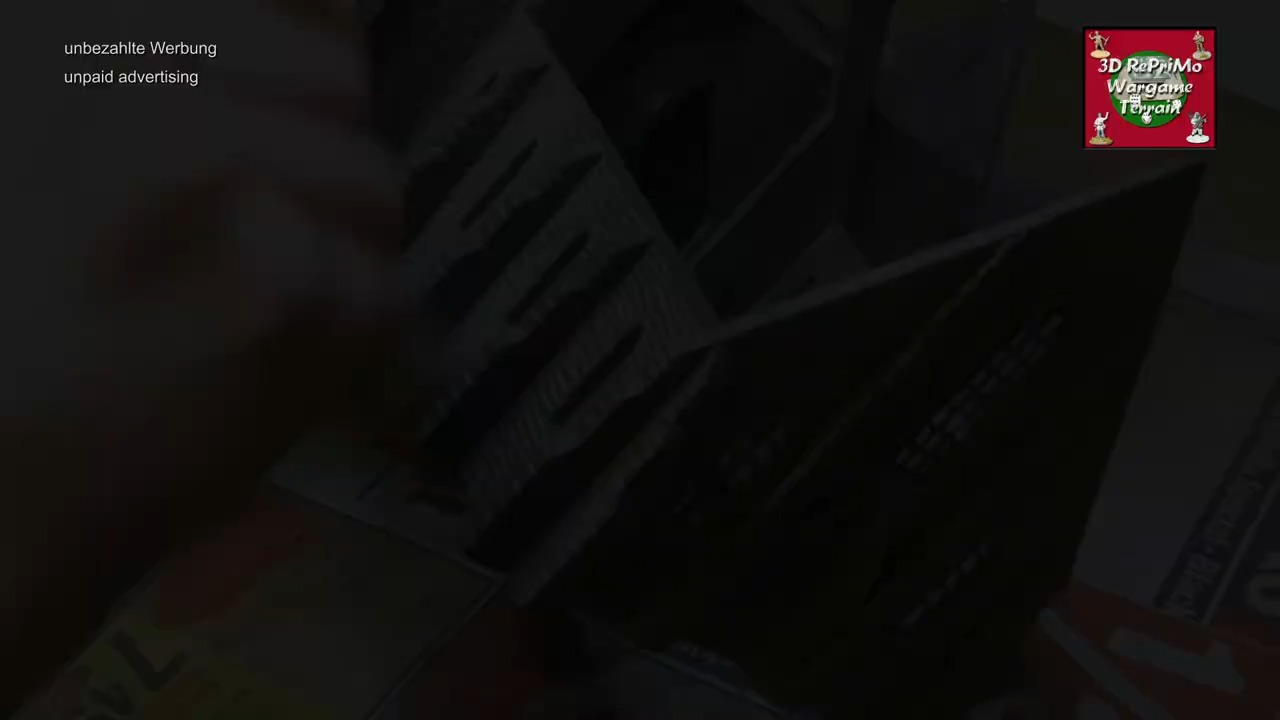 unbezahlte Werbung
unpaid advertising
3D RePriMo
Wargame
Terrain